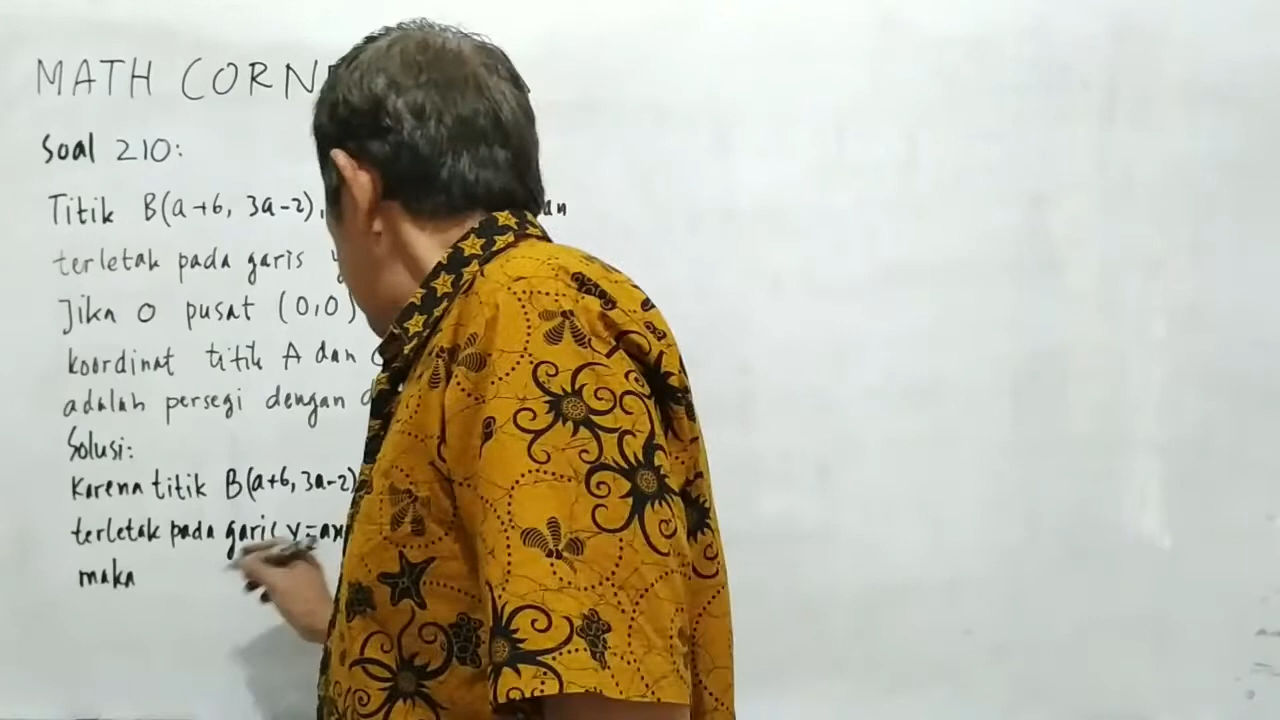 MATH CORN
Soal 210:
Titik B(a+6, 3a-2),
terletak pada garis
Jika O pusat (0,0)
koordinat titik A dan
adalah persegi dengan
Solusi:
Karena titik B(a+6, 3a-2)
terletak pada garis y=ax
maka